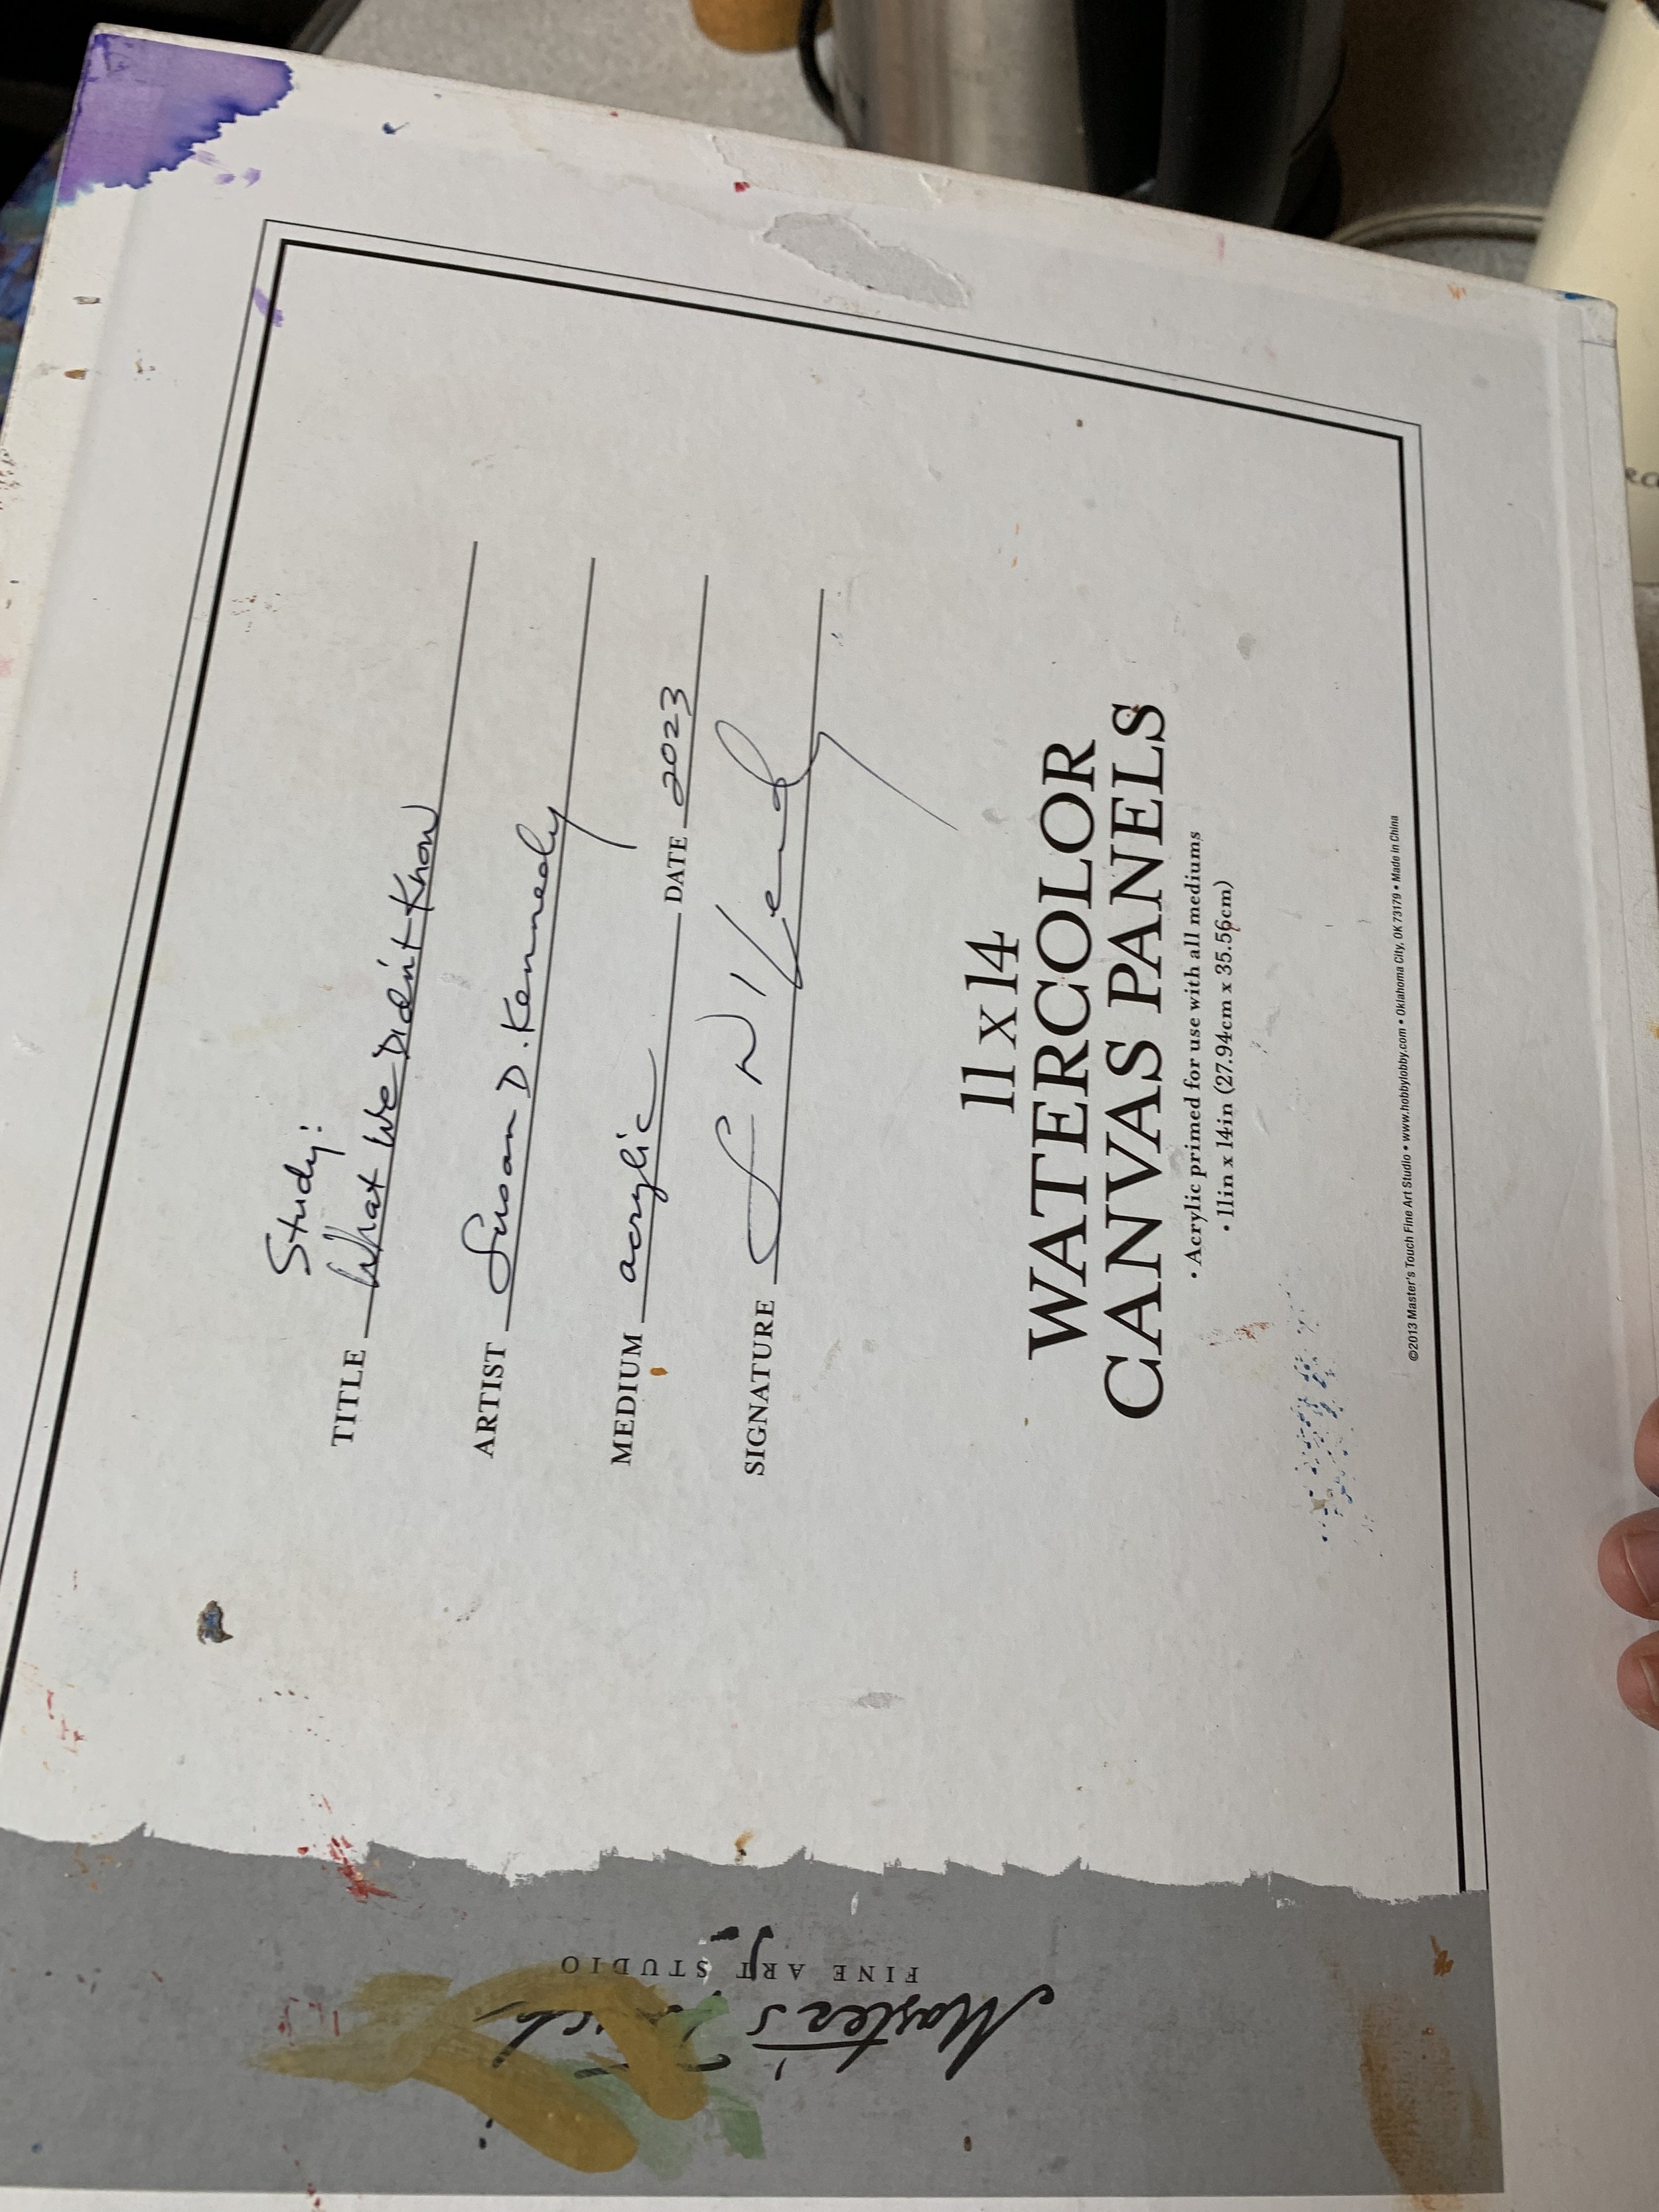 Study:
TITLE What We Didn't Know
ARTIST Susan D. Kennedy
MEDIUM acrylic DATE 2023
SIGNATURE
11 X 14
WATERCOLOR
CANVAS PANELS
• Acrylic primed for use with all mediums
• 11in x 14in (27.94cm x 35.56cm)
©2013 Master's Touch Fine Art Studio • www.hobbylobby.com • Oklahoma City, OK 73179 • Made in China
Master's Touch
FINE ART STUDIO